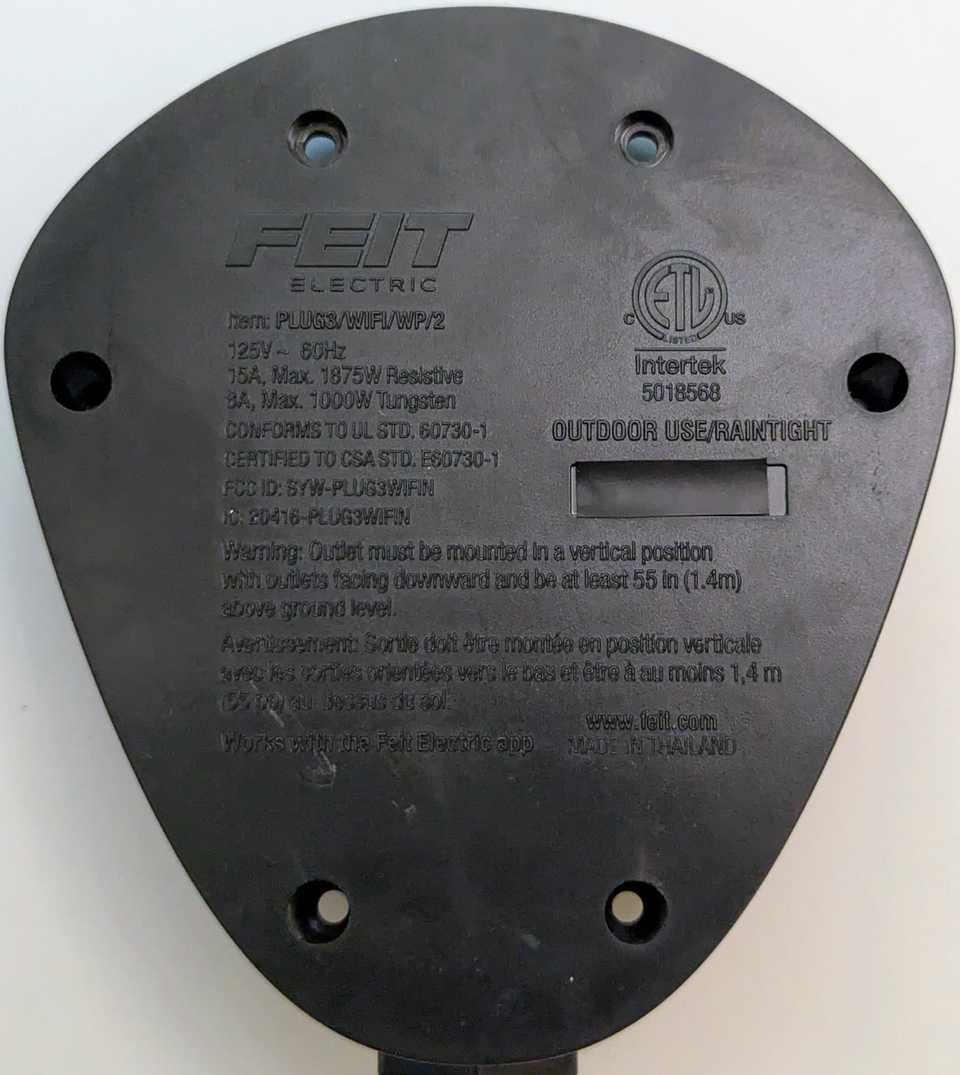 FEIT
ELECTRIC
Item: PLUG3/WIFI/WP/2
125V~ 60Hz
15A, Max. 1875W Resistive
8A, Max. 1000W Tungsten
CONFORMS TO UL STD. 60730-1
CERTIFIED TO CSA STD. E60730-1
FCC ID: SYW-PLUG3WIFIN
IC: 20416-PLUG3WIFIN
ETL
C US
LISTED
Intertek
5018568
OUTDOOR USE/RAINTIGHT
Warning: Outlet must be mounted in a vertical position
with outlets facing downward and be at least 55 in (1.4m)
above ground level.
Avertissement: Sortie doit être montée en position verticale
avec les sorties orientées vers le bas et être à au moins 1,4 m
(55 po) au dessus du sol.
Works with the Feit Electric app
www.feit.com
MADE IN THAILAND